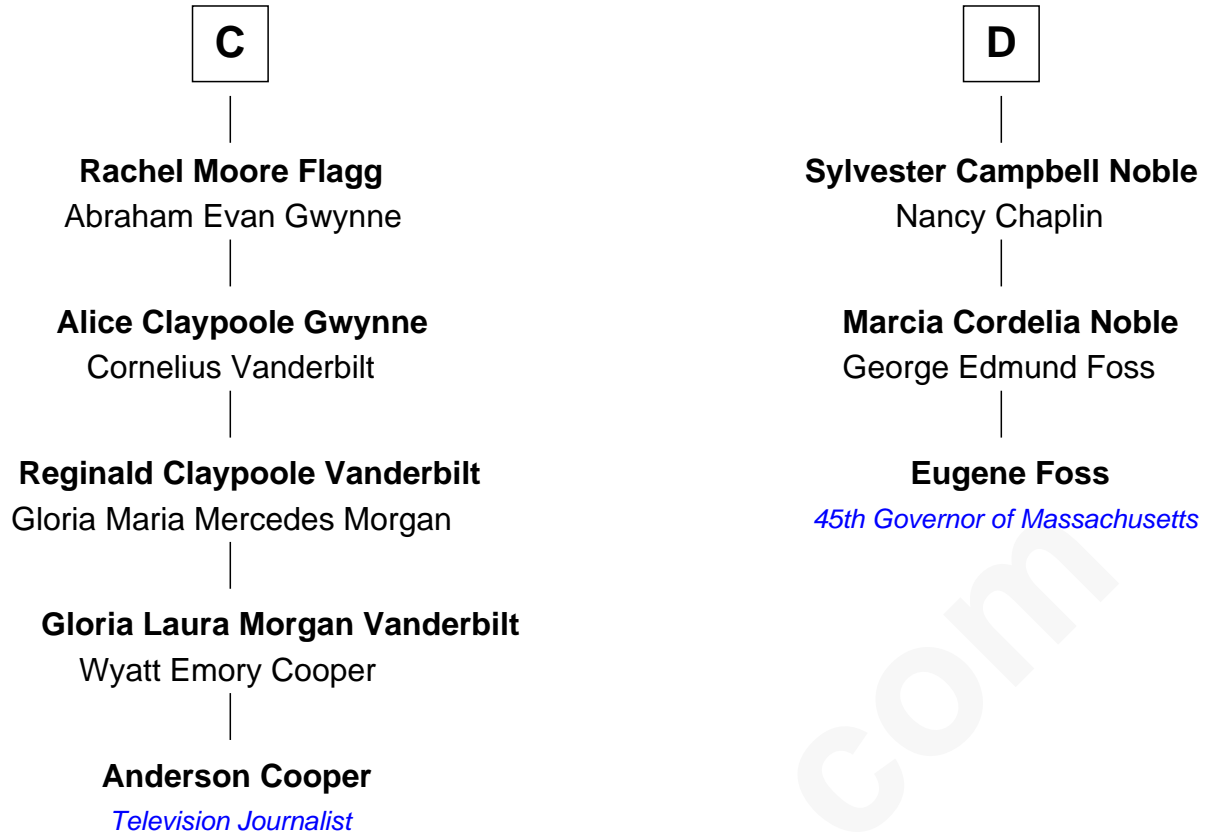 C
Rachel Moore Flagg
Abraham Evan Gwynne
Alice Claypoole Gwynne
Cornelius Vanderbilt
Reginald Claypoole Vanderbilt
Gloria Maria Mercedes Morgan
Gloria Laura Morgan Vanderbilt
Wyatt Emory Cooper
Anderson Cooper
Television Journalist
D
Sylvester Campbell Noble
Nancy Chaplin
Marcia Cordelia Noble
George Edmund Foss
Eugene Foss
45th Governor of Massachusetts
com